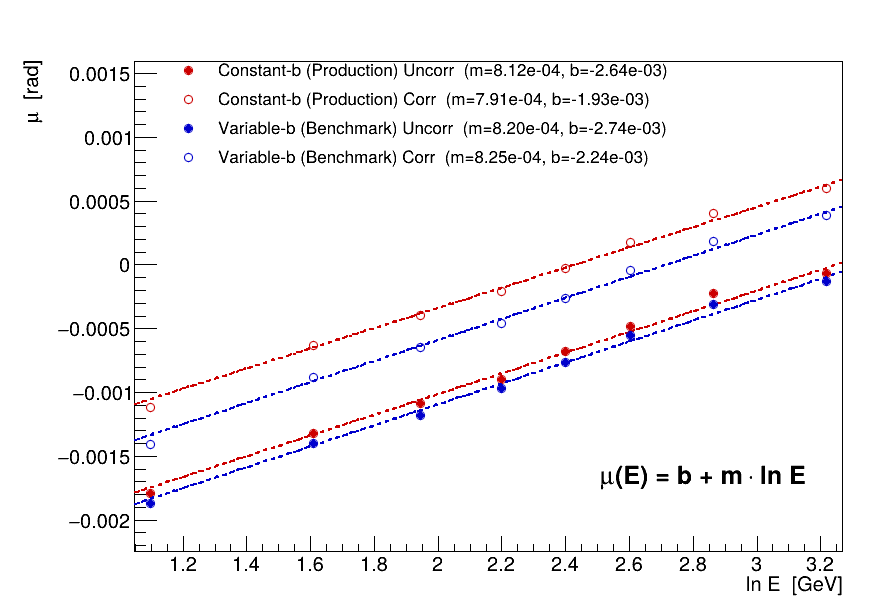 μ [rad]
0.0015
0.001
0.0005
0
−0.0005
−0.001
−0.0015
−0.002
Constant-b (Production) Uncorr (m=8.12e-04, b=-2.64e-03)
Constant-b (Production) Corr (m=7.91e-04, b=-1.93e-03)
Variable-b (Benchmark) Uncorr (m=8.20e-04, b=-2.74e-03)
Variable-b (Benchmark) Corr (m=8.25e-04, b=-2.24e-03)
μ(E) = b + m · ln E
1.2 1.4 1.6 1.8 2 2.2 2.4 2.6 2.8 3 3.2
ln E [GeV]